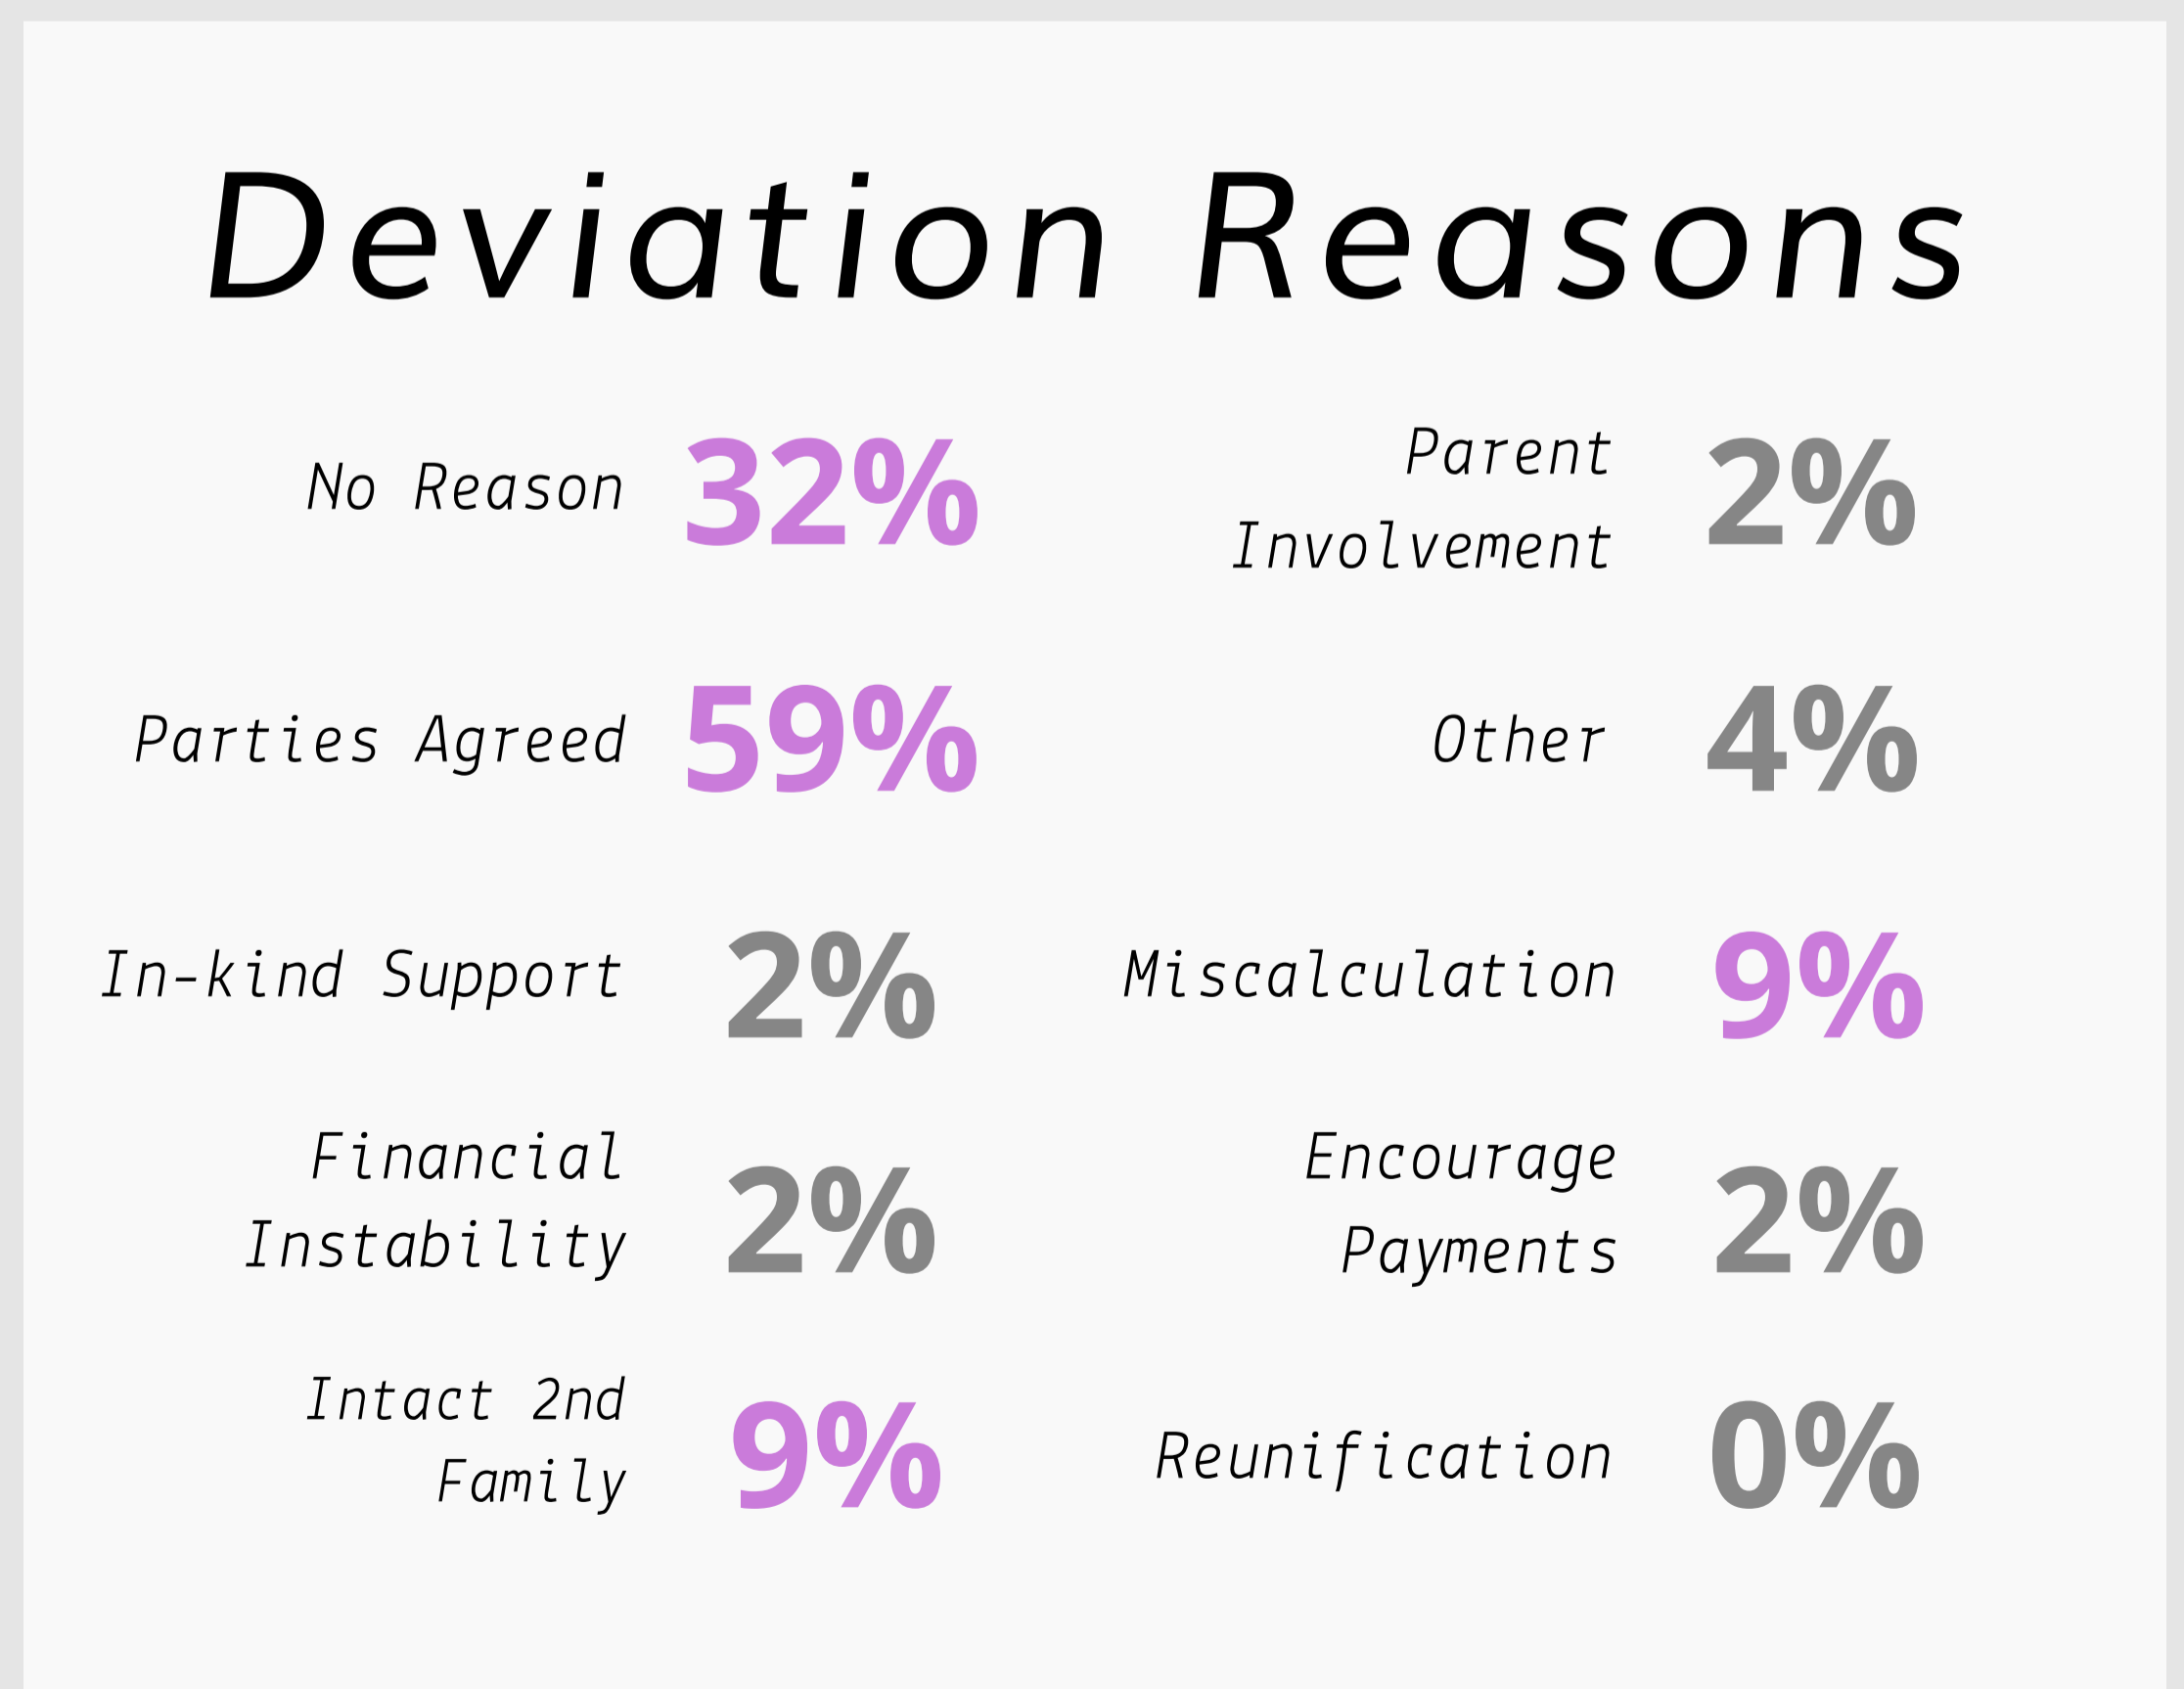 Deviation Reasons
No Reason 32%
Parent
Involvement 2%
Parties Agreed 59%
Other 4%
In-kind Support 2%
Miscalculation 9%
Financial
Instability 2%
Encourage
Payments 2%
Intact 2nd
Family 9%
Reunification 0%